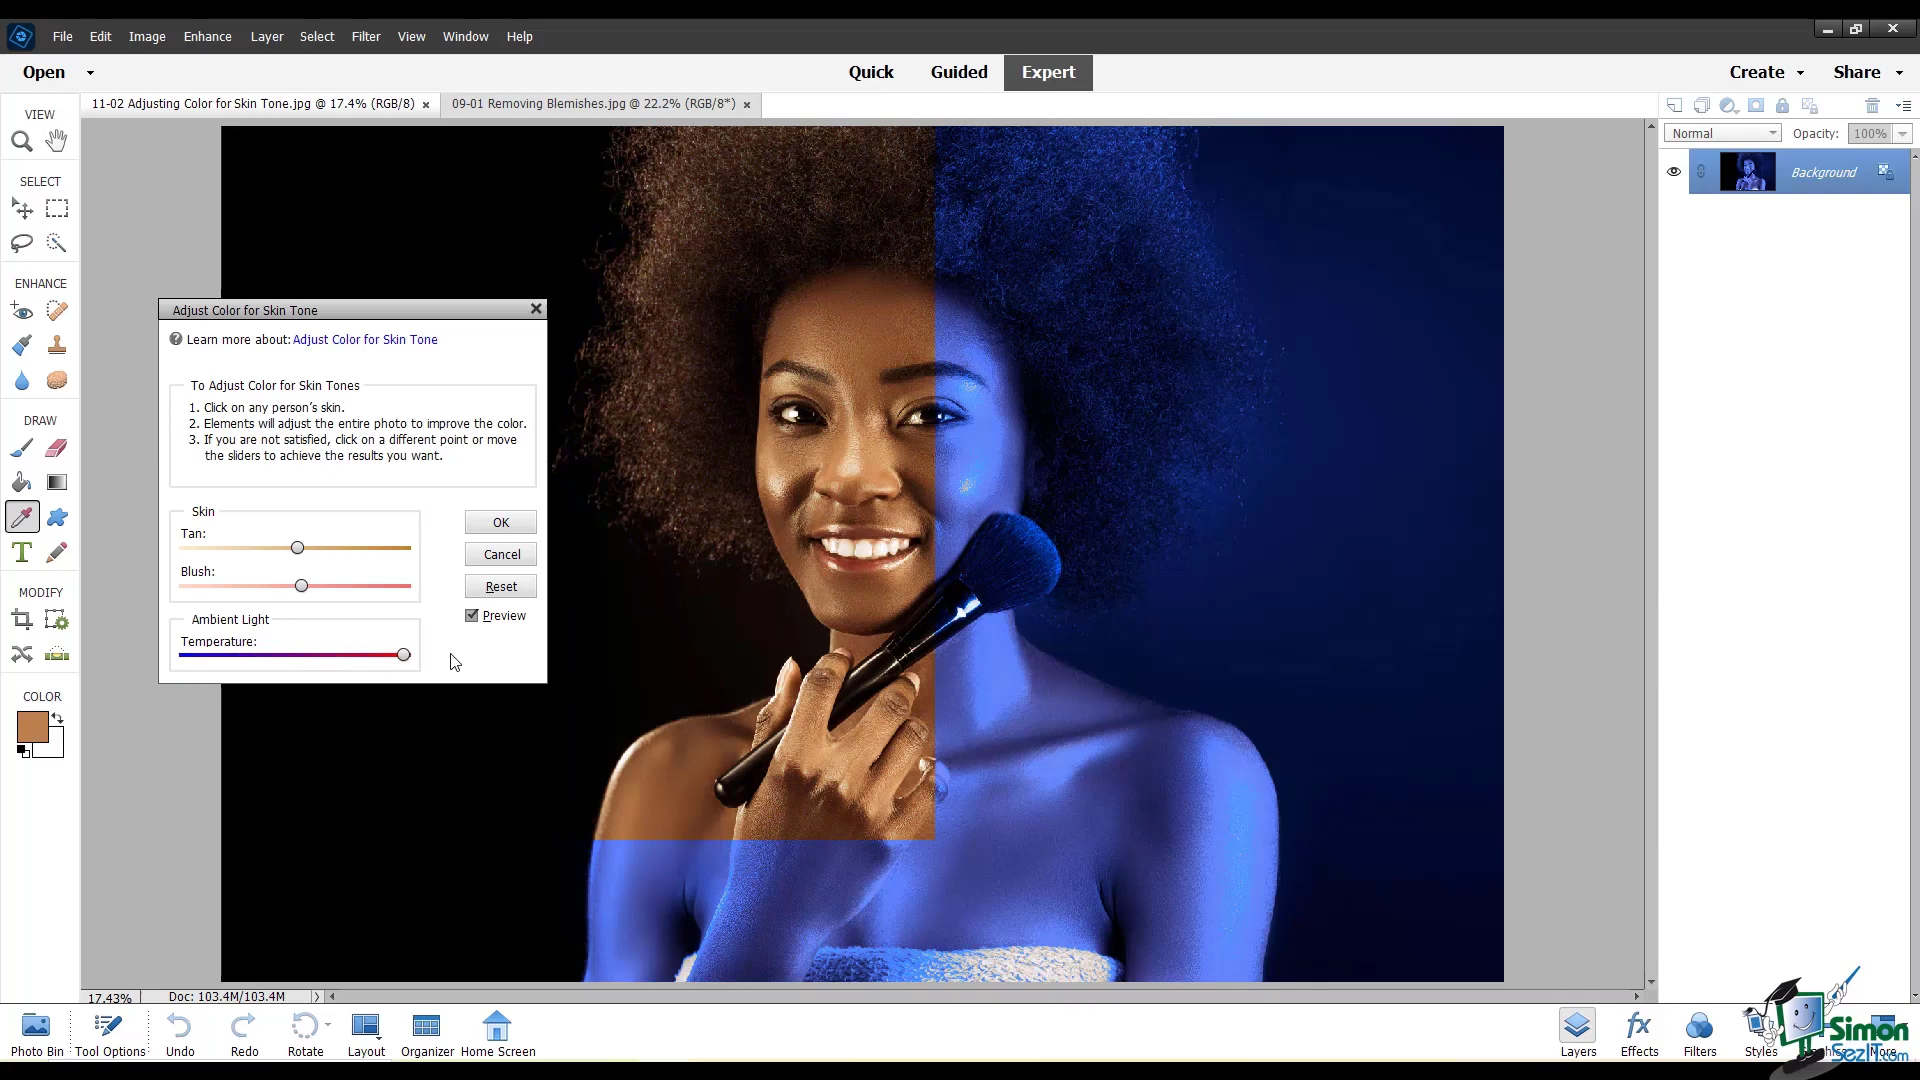 File Edit Image Enhance Layer Select Filter View Window Help
Open Quick Guided Expert Create Share
VIEW
11-02 Adjusting Color for Skin Tone.jpg @ 17.4% (RGB/8) × 09-01 Removing Blemishes.jpg @ 22.2% (RGB/8*) ×
Normal Opacity: 100%
Background
SELECT
ENHANCE
DRAW
T
MODIFY
COLOR
Adjust Color for Skin Tone
Learn more about: Adjust Color for Skin Tone
To Adjust Color for Skin Tones
1. Click on any person's skin.
2. Elements will adjust the entire photo to improve the color.
3. If you are not satisfied, click on a different point or move
the sliders to achieve the results you want.
Skin
Tan:
OK
Cancel
Blush:
Reset
Preview
Ambient Light
Temperature:
17.43% Doc: 103.4M/103.4M
Photo Bin Tool Options Undo Redo Rotate Layout Organizer Home Screen
fx
Layers Effects Filters Styles More
Simon
SezIT.com